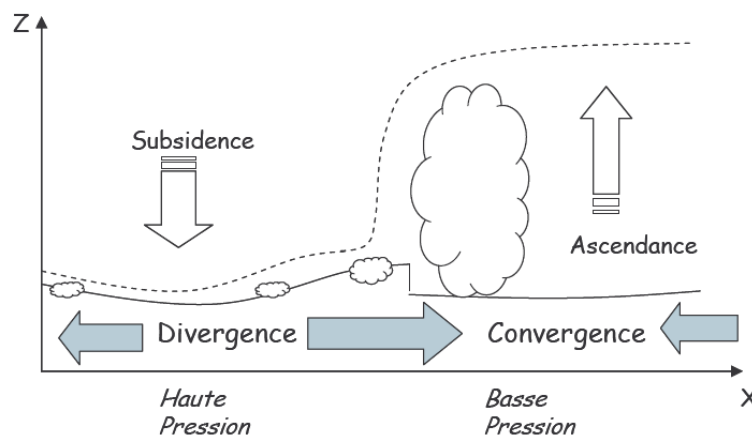 Z
Subsidence
Ascendance
Divergence
Convergence
X
Haute
Pression
Basse
Pression